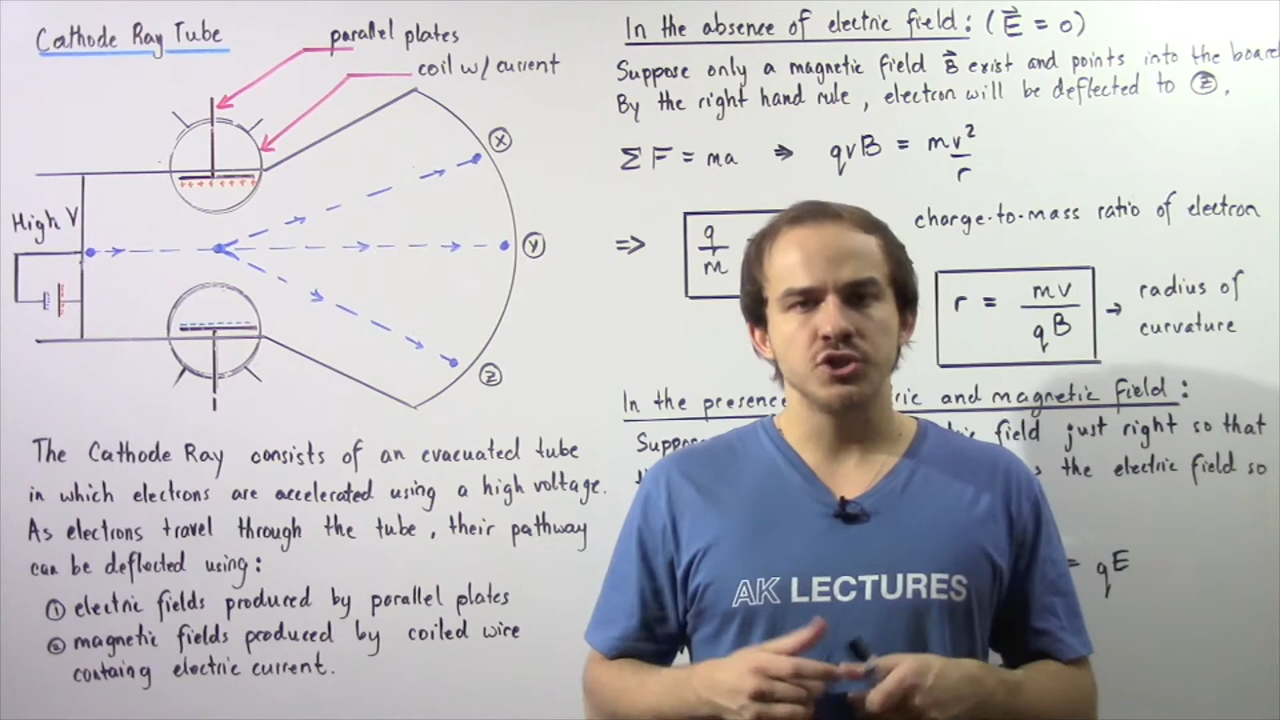 Cathode Ray Tube
parallel plates
coil w/ current
High V
X
Y
Z
The Cathode Ray consists of an evacuated tube
in which electrons are accelerated using a high voltage.
As electrons travel through the tube, their pathway
can be deflected using:
① electric fields produced by parallel plates
② magnetic fields produced by coiled wire
containg electric current.
In the absence of electric field: (E⃗ = 0)
Suppose only a magnetic field B⃗ exist and points into the board
By the right hand rule, electron will be deflected to Ⓩ.
ΣF = ma ⇒ qvB = mv²/r
⇒ q/m
charge-to-mass ratio of electron
r = mv/qB → radius of
curvature
In the presence and magnetic field:
field just right so that
the electric field so
= qE
AK LECTURES